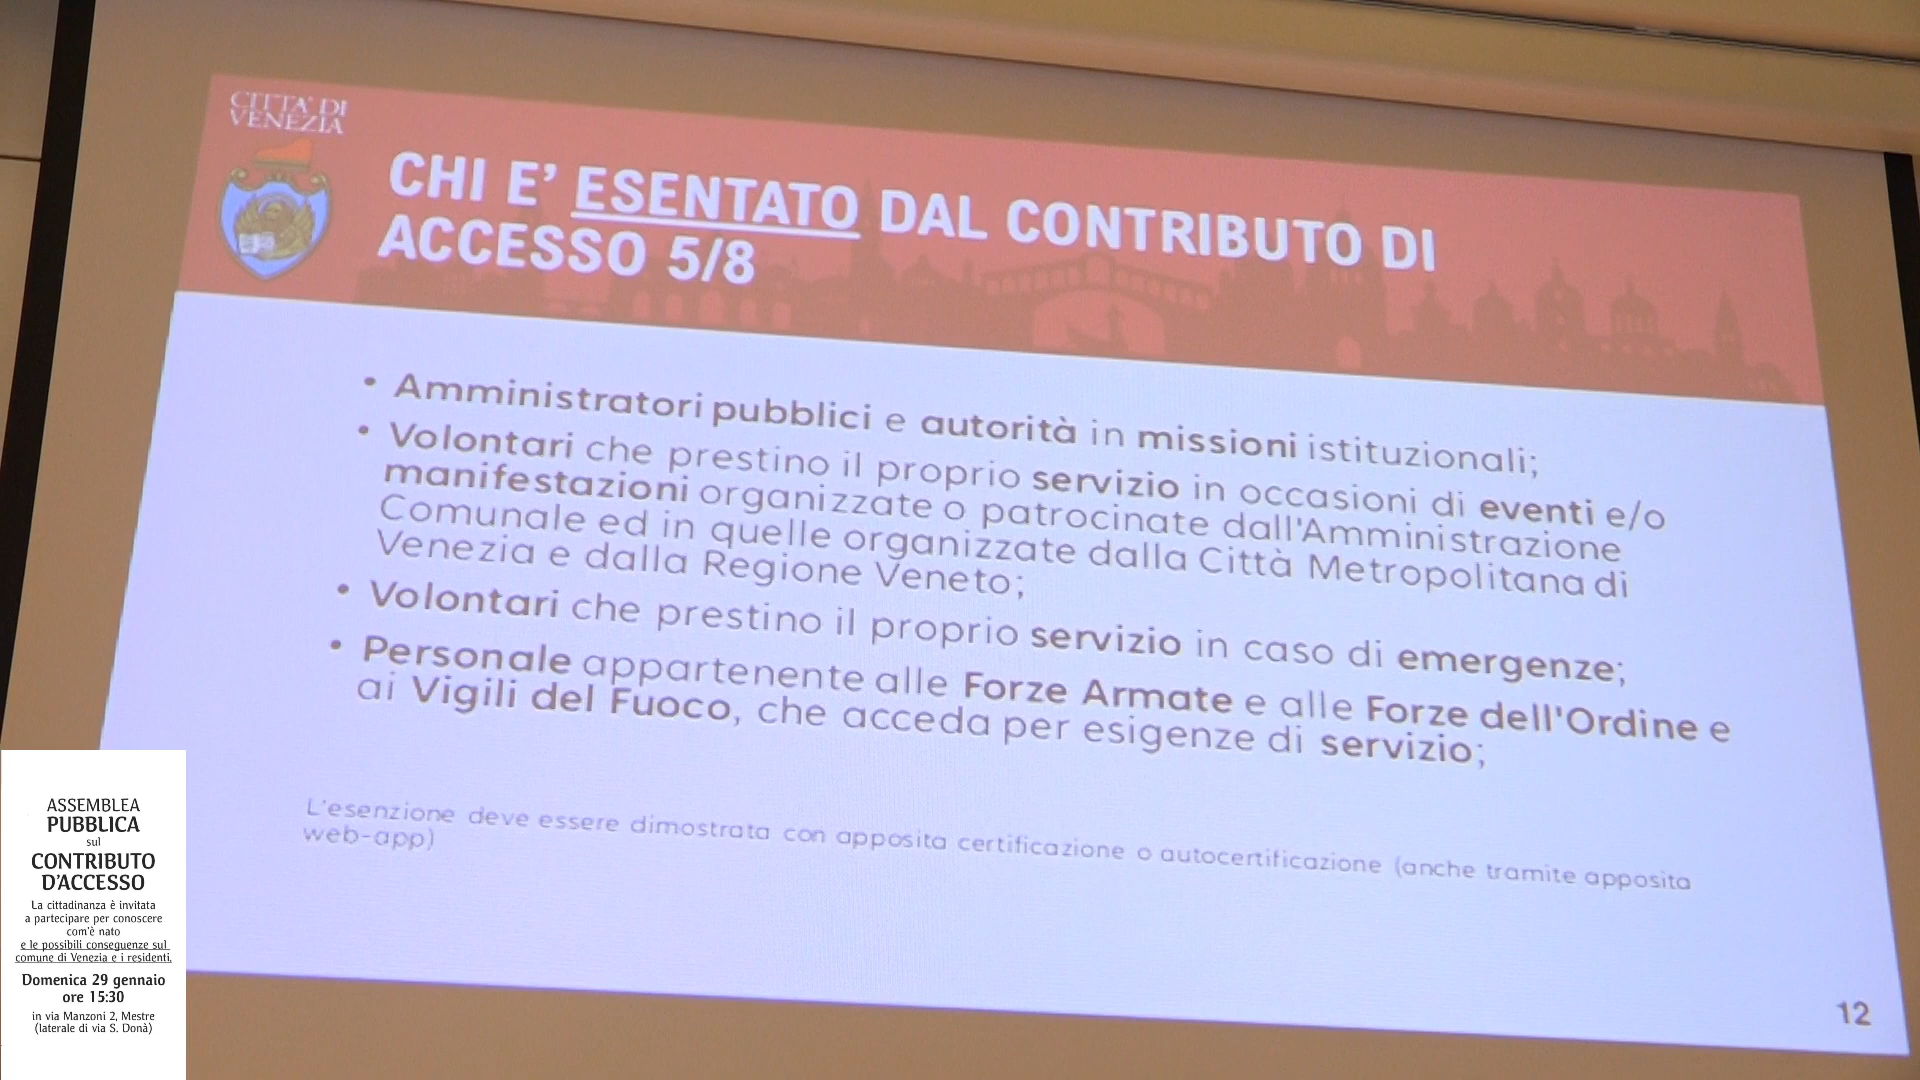 CITTA' DI
VENEZIA
CHI E' ESENTATO DAL CONTRIBUTO DI
ACCESSO 5/8
• Amministratori pubblici e autorità in missioni istituzionali;
• Volontari che prestino il proprio servizio in occasioni di eventi e/o
manifestazioni organizzate o patrocinate dall'Amministrazione
Comunale ed in quelle organizzate dalla Città Metropolitana di
Venezia e dalla Regione Veneto;
• Volontari che prestino il proprio servizio in caso di emergenze;
• Personale appartenente alle Forze Armate e alle Forze dell'Ordine e
ai Vigili del Fuoco, che acceda per esigenze di servizio;
L'esenzione deve essere dimostrata con apposita certificazione o autocertificazione (anche tramite apposita
web-app)
12
ASSEMBLEA
PUBBLICA
sul
CONTRIBUTO
D'ACCESSO
La cittadinanza è invitata
a partecipare per conoscere
com'è nato
e le possibili conseguenze sul
comune di Venezia e i residenti.
Domenica 29 gennaio
ore 15:30
in via Manzoni 2, Mestre
(laterale di via S. Donà)